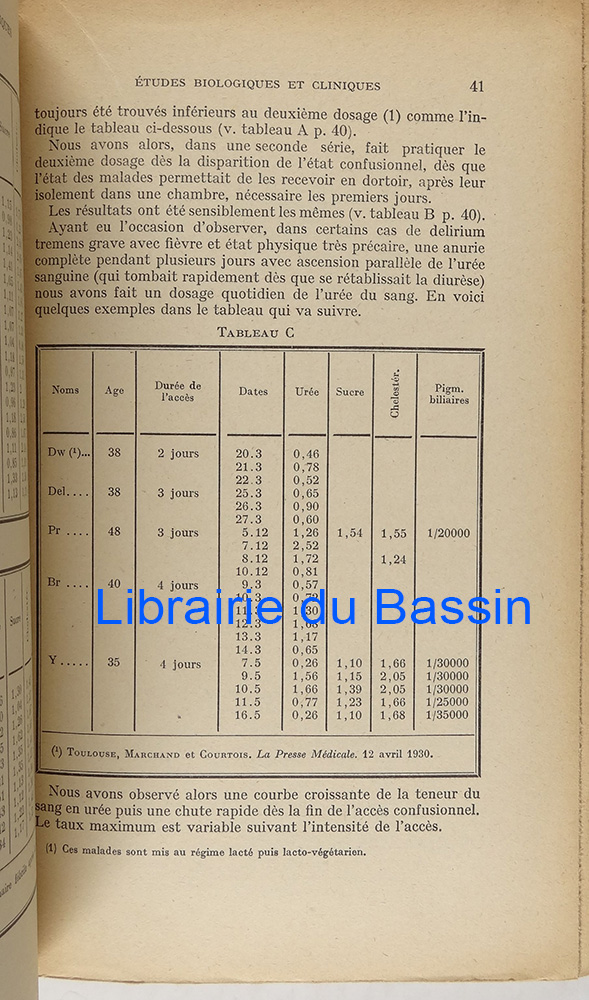 ÉTUDES BIOLOGIQUES ET CLINIQUES 41
toujours été trouvés inférieurs au deuxième dosage (1) comme l'in-
dique le tableau ci-dessous (v. tableau A p. 40).
Nous avons alors, dans une seconde série, fait pratiquer le
deuxième dosage dès la disparition de l'état confusionnel, dès que
l'état des malades permettait de les recevoir en dortoir, après leur
isolement dans une chambre, nécessaire les premiers jours.
Les résultats ont été sensiblement les mêmes (v. tableau B p. 40).
Ayant eu l'occasion d'observer, dans certains cas de delirium
tremens grave avec fièvre et état physique très précaire, une anurie
complète pendant plusieurs jours avec ascension parallèle de l'urée
sanguine (qui tombait rapidement dès que se rétablissait la diurèse)
nous avons fait un dosage quotidien de l'urée du sang. En voici
quelques exemples dans le tableau qui va suivre.
TABLEAU C
Noms Age Durée de l'accès Dates Urée Sucre Cholestér. Pigm. biliaires
Dw (¹)... 38 2 jours 20.3 0,46
21.3 0,78
22.3 0,52
Del.... 38 3 jours 25.3 0,65
26.3 0,90
27.3 0,60
Pr .... 48 3 jours 5.12 1,26 1,54 1,55 1/20000
7.12 2,52
8.12 1,72 1,24
10.12 0,81
Br .... 40 4 jours 9.3 0,57
10.3
11.3 1,30
12.3 1,08
13.3 1,17
14.3 0,65
Y..... 35 4 jours 7.5 0,26 1,10 1,66 1/30000
9.5 1,56 1,15 2,05 1/30000
10.5 1,66 1,39 2,05 1/30000
11.5 0,77 1,23 1,66 1/25000
16.5 0,26 1,10 1,68 1/35000
Librairie du Bassin
(¹) TOULOUSE, MARCHAND et COURTOIS. La Presse Médicale. 12 avril 1930.
Nous avons observé alors une courbe croissante de la teneur du
sang en urée puis une chute rapide dès la fin de l'accès confusionnel.
Le taux maximum est variable suivant l'intensité de l'accès.
(1) Ces malades sont mis au régime lacté puis lacto-végétarien.